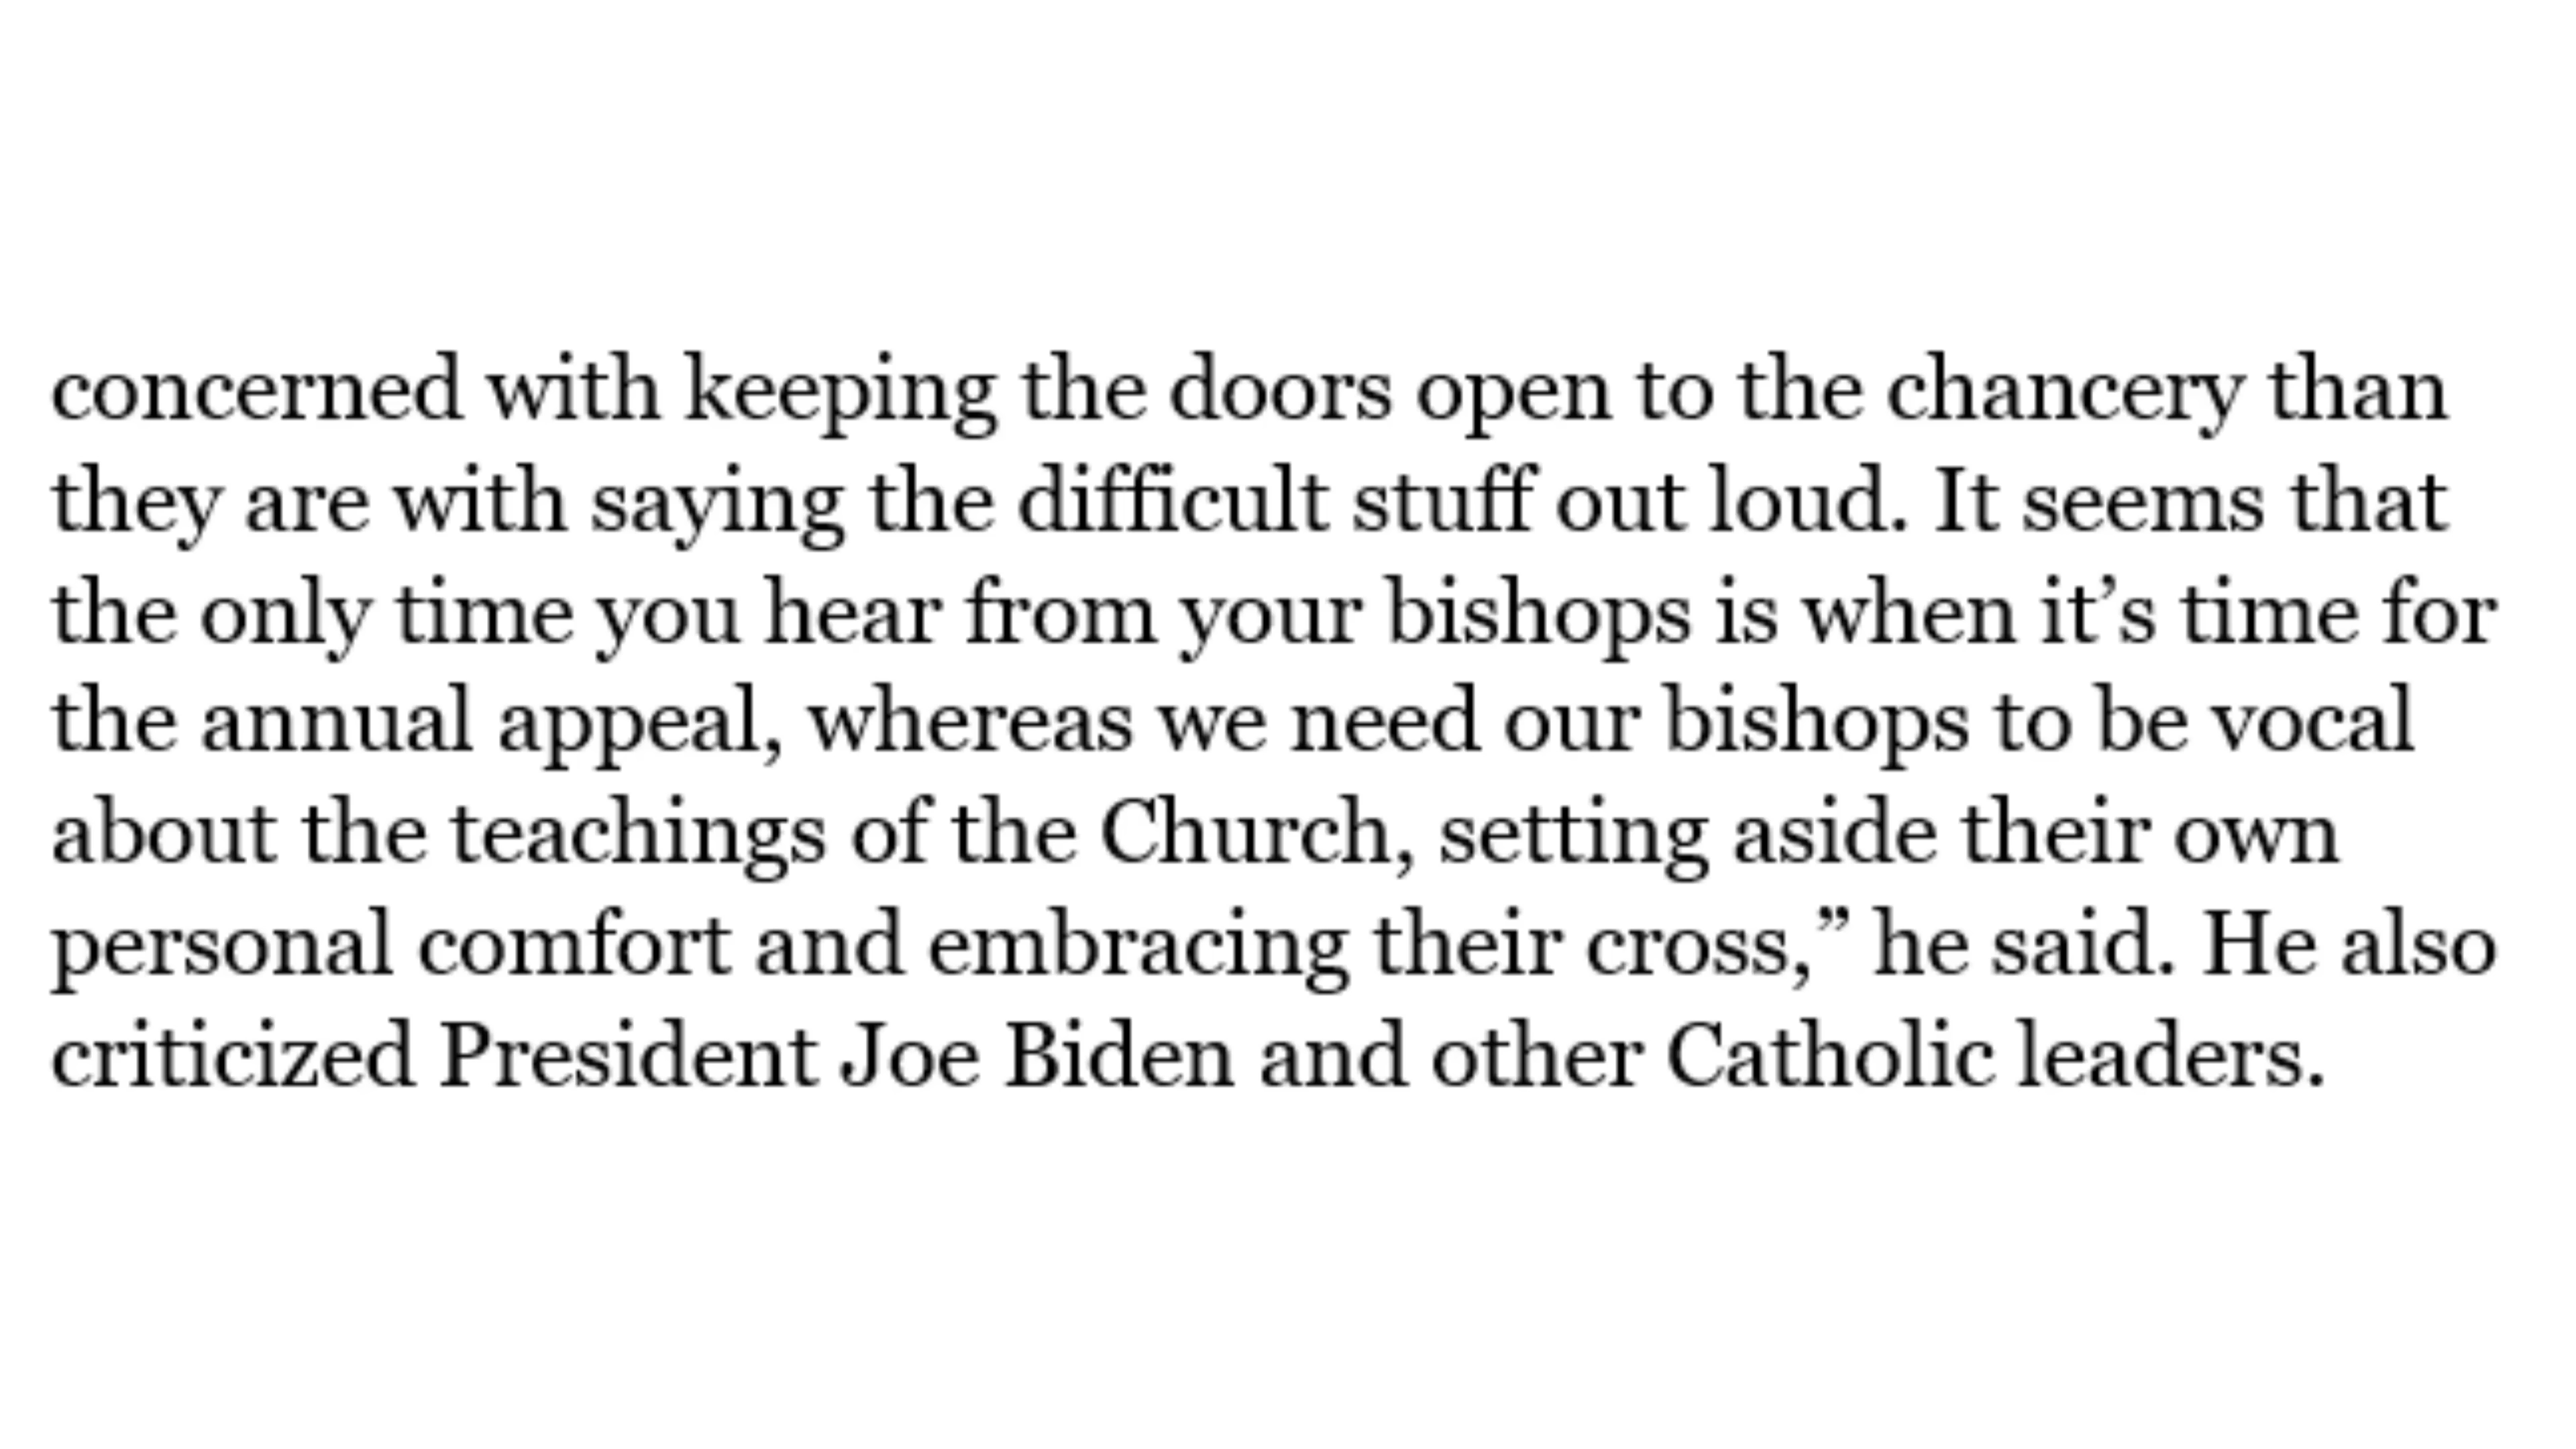 concerned with keeping the doors open to the chancery than
they are with saying the difficult stuff out loud. It seems that
the only time you hear from your bishops is when it’s time for
the annual appeal, whereas we need our bishops to be vocal
about the teachings of the Church, setting aside their own
personal comfort and embracing their cross,” he said. He also
criticized President Joe Biden and other Catholic leaders.